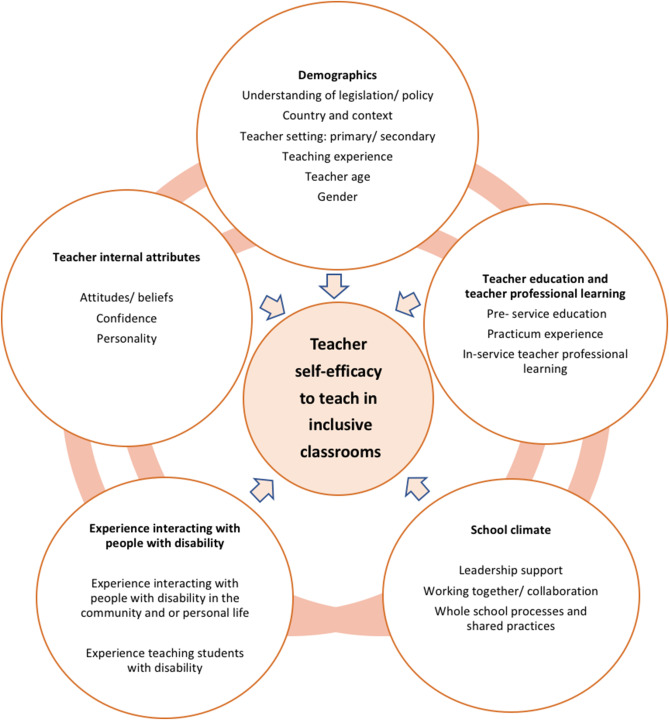 Demographics
Understanding of legislation/ policy
Country and context
Teacher setting: primary/ secondary
Teaching experience
Teacher age
Gender
Teacher internal attributes
Attitudes/ beliefs
Confidence
Personality
Teacher education and
teacher professional learning
Pre- service education
Practicum experience
In-service teacher professional
learning
Teacher
self-efficacy
to teach in
inclusive
classrooms
Experience interacting with
people with disability
Experience interacting with
people with disability in the
community and or personal life
Experience teaching students
with disability
School climate
Leadership support
Working together/ collaboration
Whole school processes and
shared practices